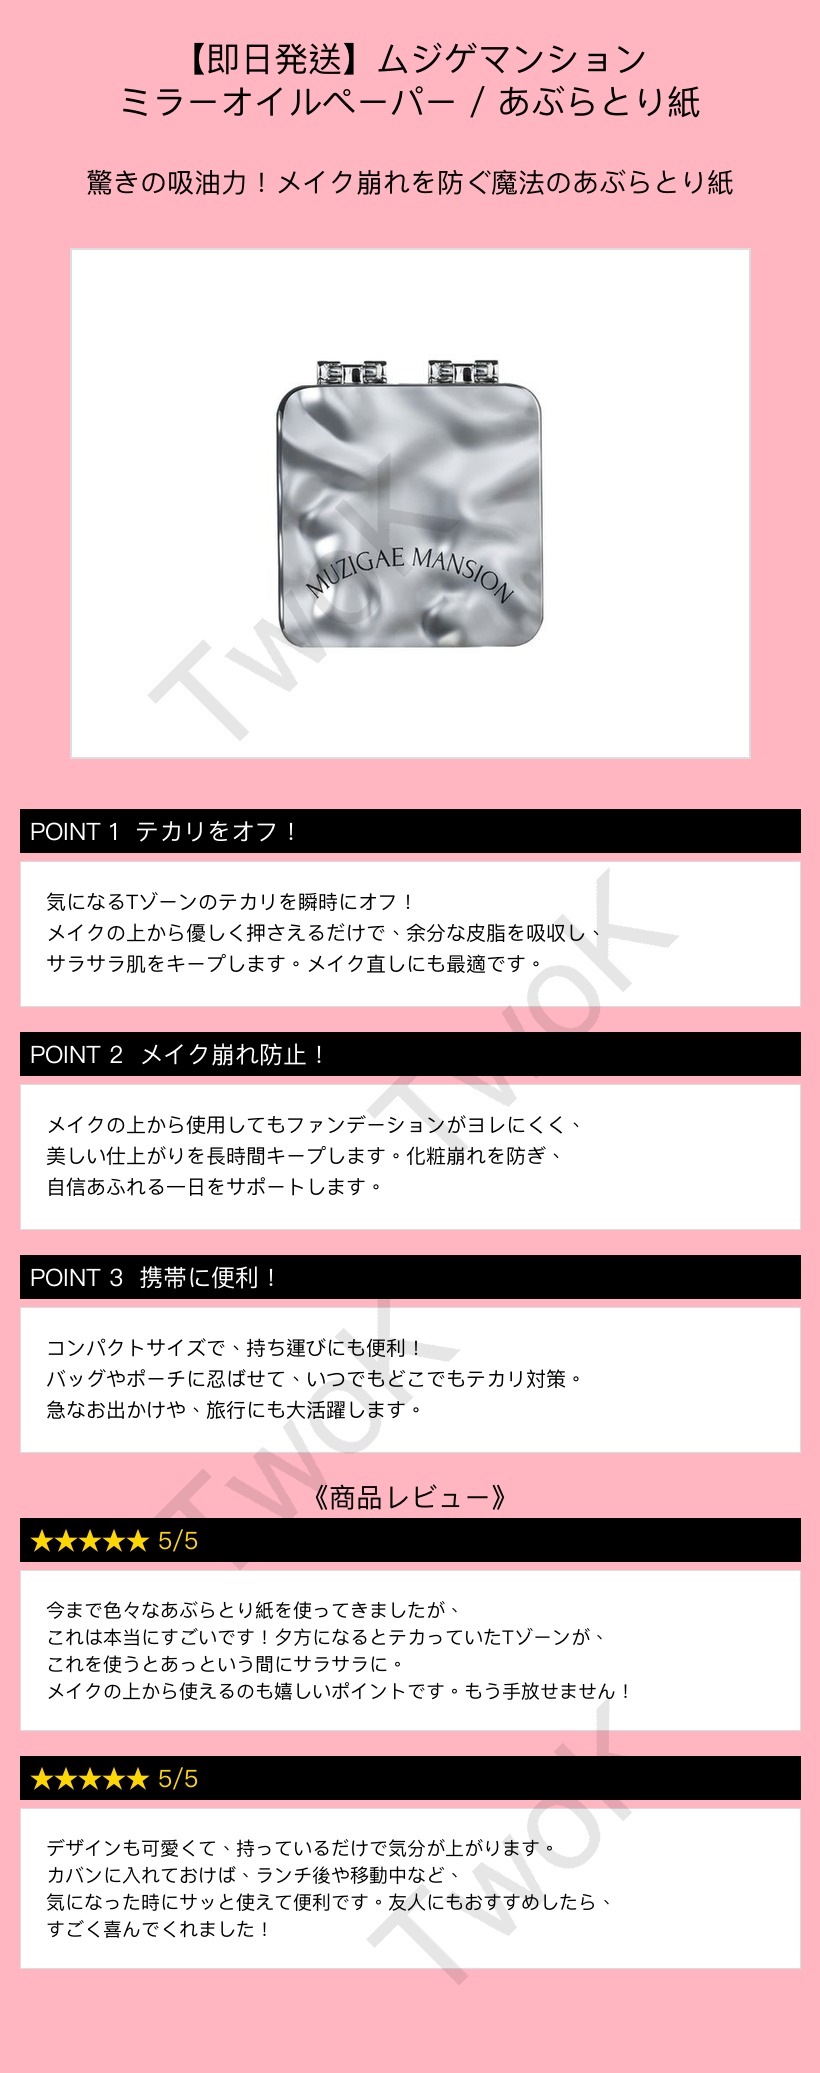 【即日発送】ムジゲマンション
ミラーオイルペーパー / あぶらとり紙
驚きの吸油力！メイク崩れを防ぐ魔法のあぶらとり紙
MUZIGAE MANSION
TwoK
POINT 1 テカリをオフ！
気になるTゾーンのテカリを瞬時にオフ！
メイクの上から優しく押さえるだけで、余分な皮脂を吸収し、
サラサラ肌をキープします。メイク直しにも最適です。
TwoK
POINT 2 メイク崩れ防止！
メイクの上から使用してもファンデーションがヨレにくく、
美しい仕上がりを長時間キープします。化粧崩れを防ぎ、
自信あふれる一日をサポートします。
POINT 3 携帯に便利！
コンパクトサイズで、持ち運びにも便利！
バッグやポーチに忍ばせて、いつでもどこでもテカリ対策。
急なお出かけや、旅行にも大活躍します。
TwoK
《商品レビュー》
★★★★★ 5/5
今まで色々なあぶらとり紙を使ってきましたが、
これは本当にすごいです！夕方になるとテカっていたTゾーンが、
これを使うとあっという間にサラサラに。
メイクの上から使えるのも嬉しいポイントです。もう手放せません！
★★★★★ 5/5
デザインも可愛くて、持っているだけで気分が上がります。
カバンに入れておけば、ランチ後や移動中など、
気になった時にサッと使えて便利です。友人にもおすすめしたら、
すごく喜んでくれました！
TwoK